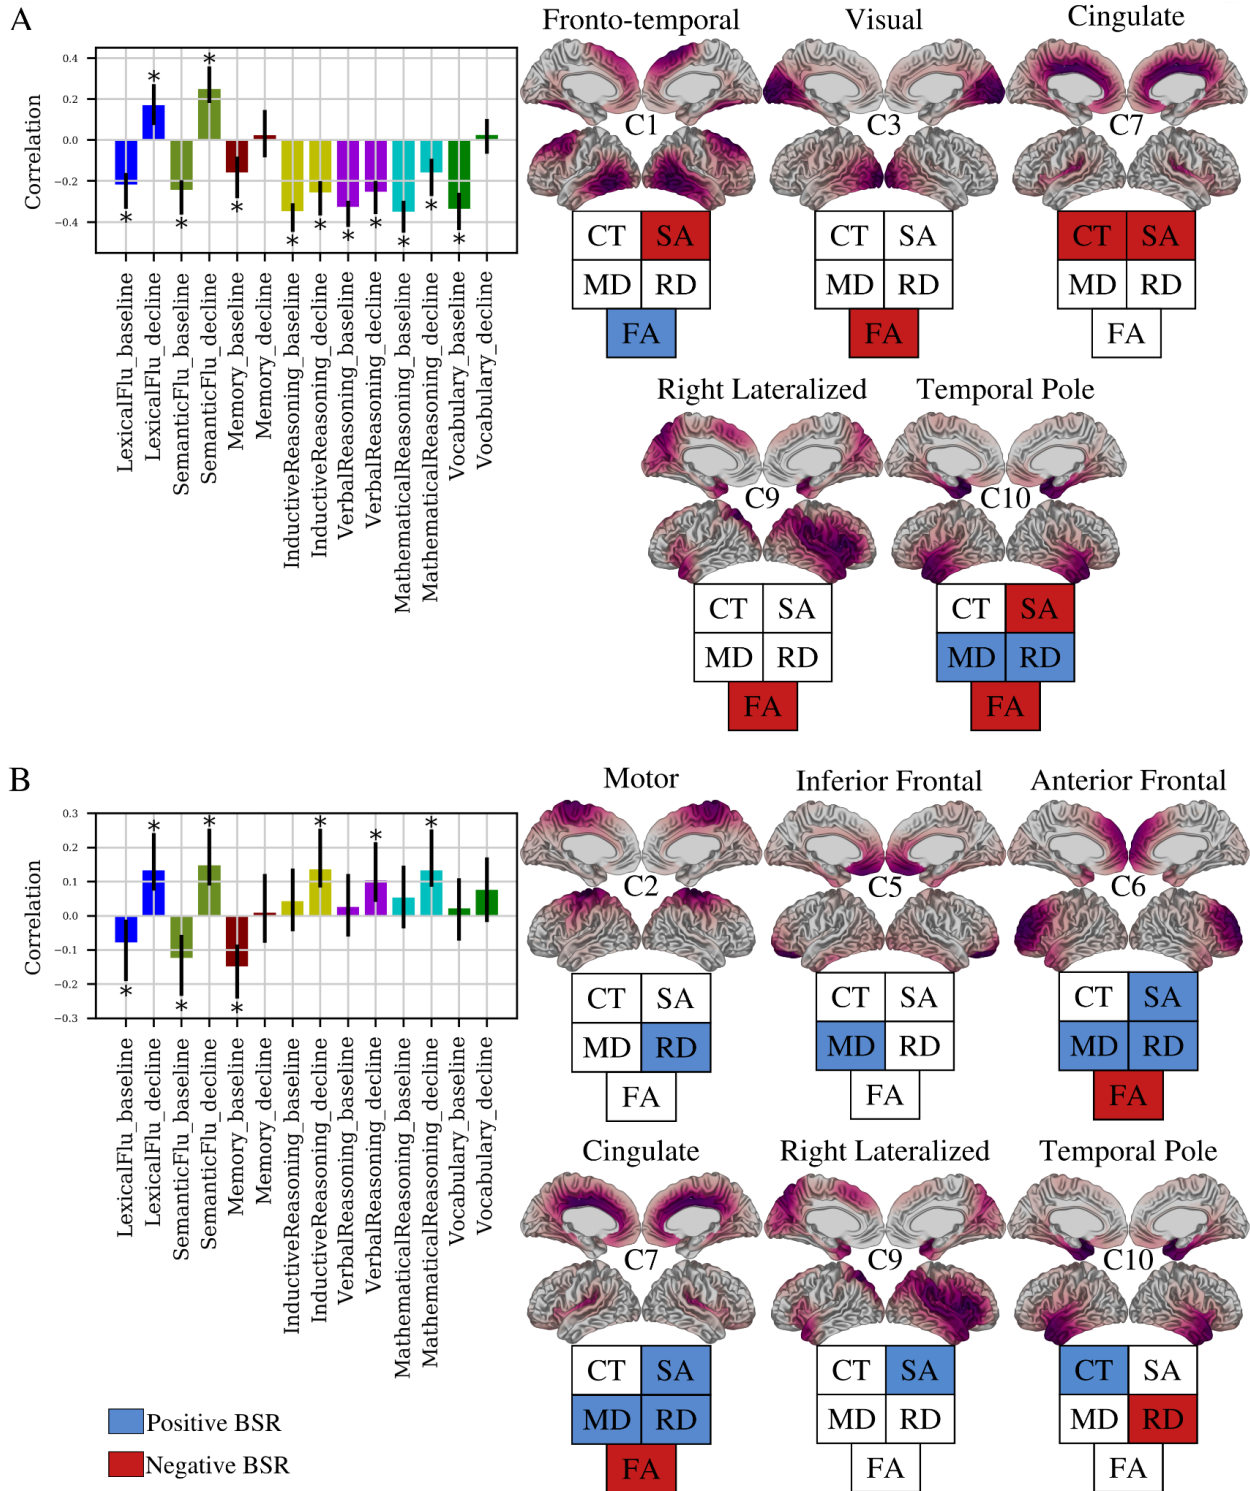 A
Fronto-temporal
Visual
Cingulate
0.4
0.2
0.0
−0.2
−0.4
Correlation
*
*
*
*
*
*
*
*
*
*
*
*
LexicalFlu_baseline
LexicalFlu_decline
SemanticFlu_baseline
SemanticFlu_decline
Memory_baseline
Memory_decline
InductiveReasoning_baseline
InductiveReasoning_decline
VerbalReasoning_baseline
VerbalReasoning_decline
MathematicalReasoning_baseline
MathematicalReasoning_decline
Vocabulary_baseline
Vocabulary_decline
C1
C3
C7
CT SA
MD RD
FA
CT SA
MD RD
FA
CT SA
MD RD
FA
Right Lateralized
Temporal Pole
C9
C10
CT SA
MD RD
FA
CT SA
MD RD
FA
B
Motor
Inferior Frontal
Anterior Frontal
0.3
0.2
0.1
0.0
−0.1
−0.2
−0.3
Correlation
*
*
*
*
*
*
*
*
LexicalFlu_baseline
LexicalFlu_decline
SemanticFlu_baseline
SemanticFlu_decline
Memory_baseline
Memory_decline
InductiveReasoning_baseline
InductiveReasoning_decline
VerbalReasoning_baseline
VerbalReasoning_decline
MathematicalReasoning_baseline
MathematicalReasoning_decline
Vocabulary_baseline
Vocabulary_decline
C2
C5
C6
CT SA
MD RD
FA
CT SA
MD RD
FA
CT SA
MD RD
FA
Cingulate
Right Lateralized
Temporal Pole
C7
C9
C10
CT SA
MD RD
FA
CT SA
MD RD
FA
CT SA
MD RD
FA
Positive BSR
Negative BSR